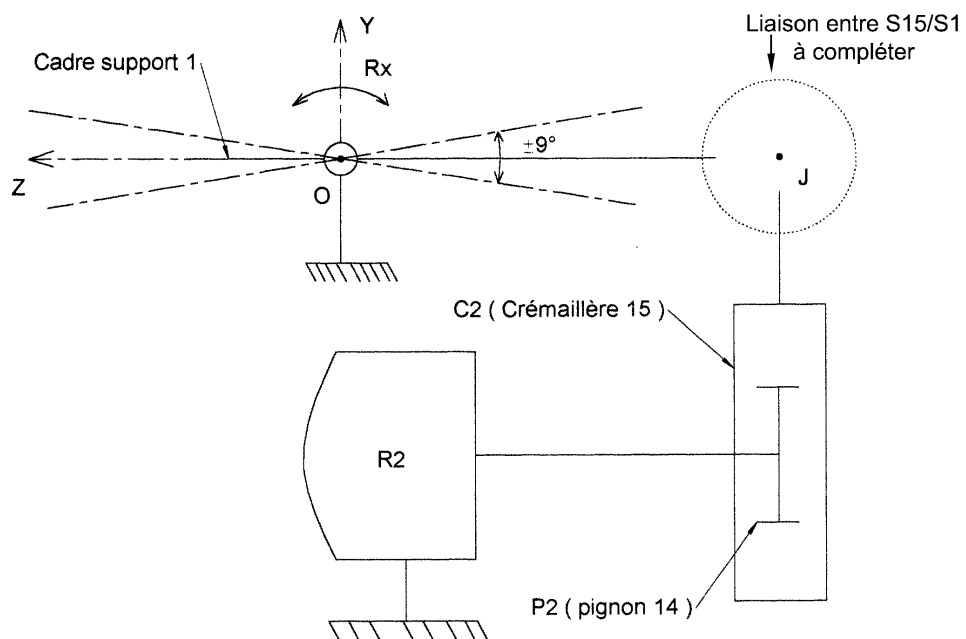 Liaison entre S15/S1
à compléter
Y
Cadre support 1
Rx
±9°
Z
O
J
C2 ( Crémaillère 15 )
R2
P2 ( pignon 14 )